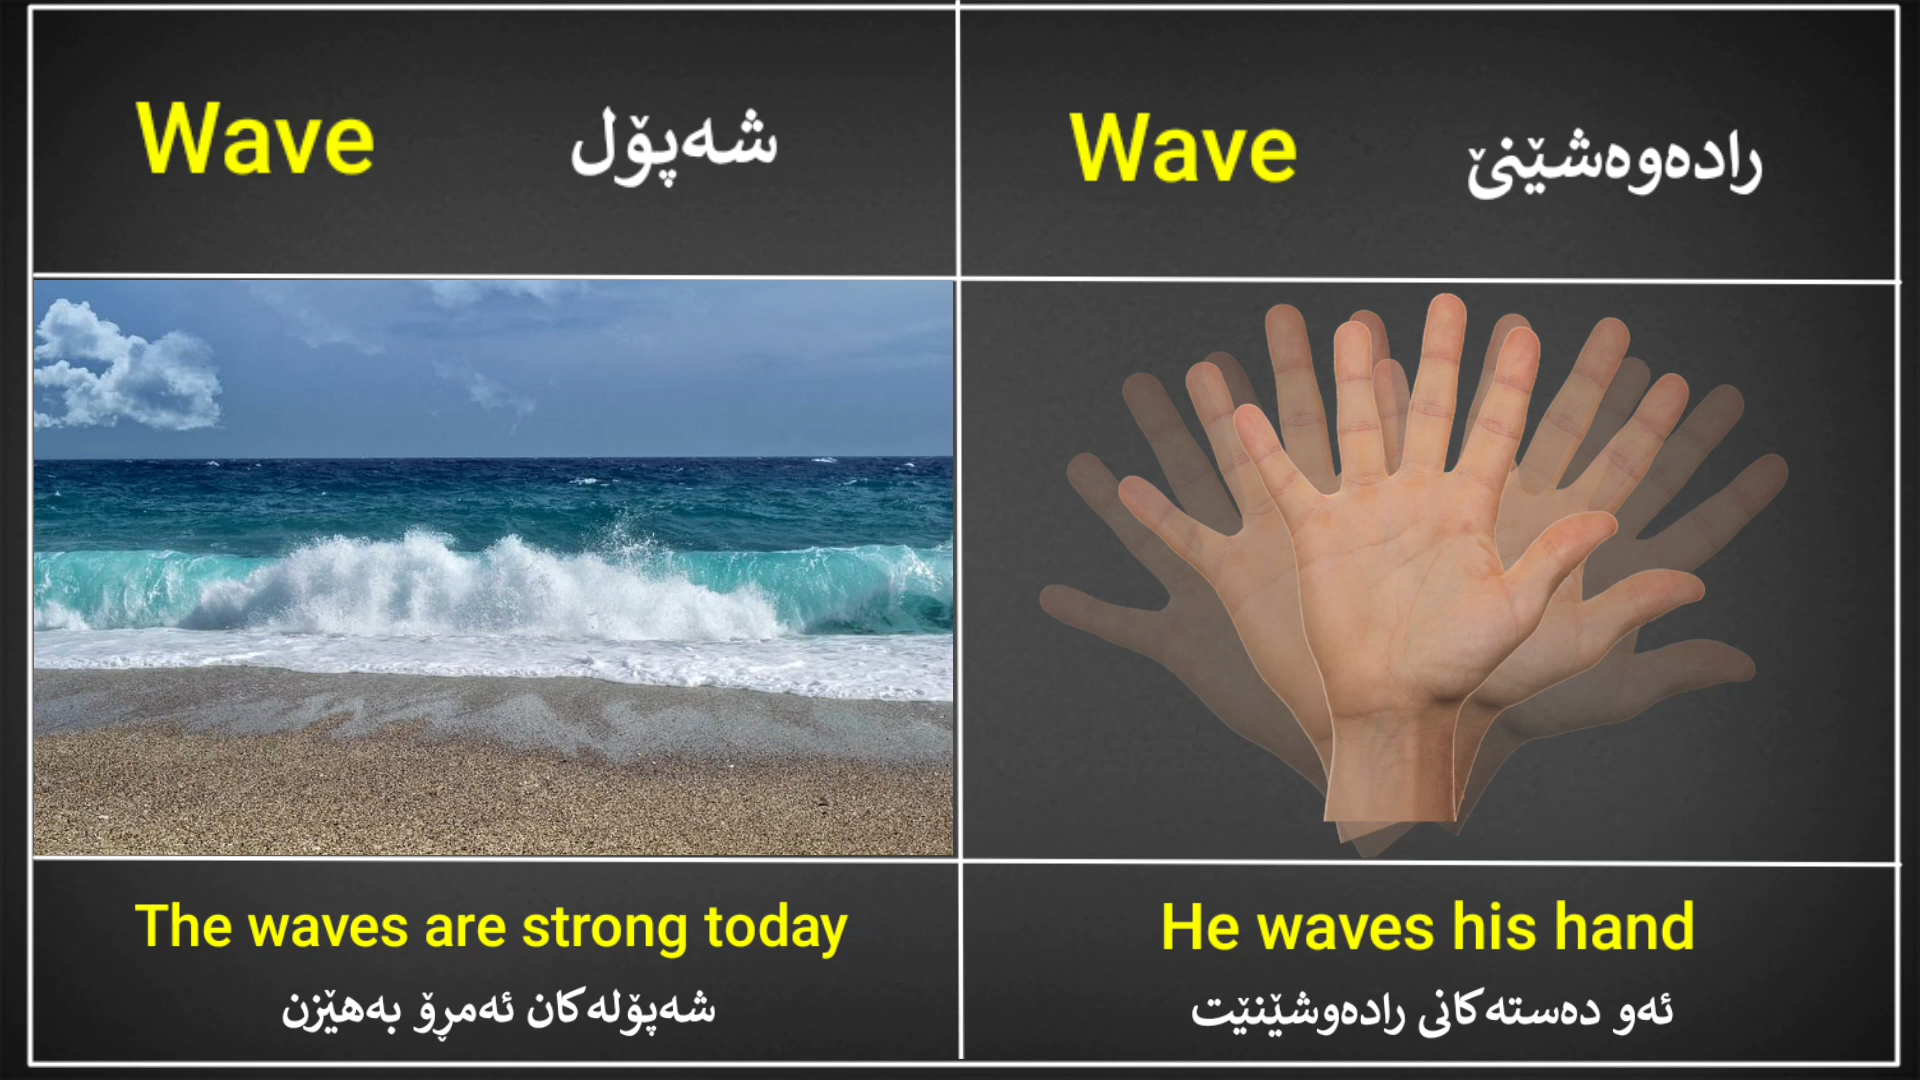 Wave شەپۆل
Wave رادەوەشێنێ
The waves are strong today
شەپۆلەکان ئەمڕۆ بەهێزن
He waves his hand
ئەو دەستەکانی رادەوشێنێت